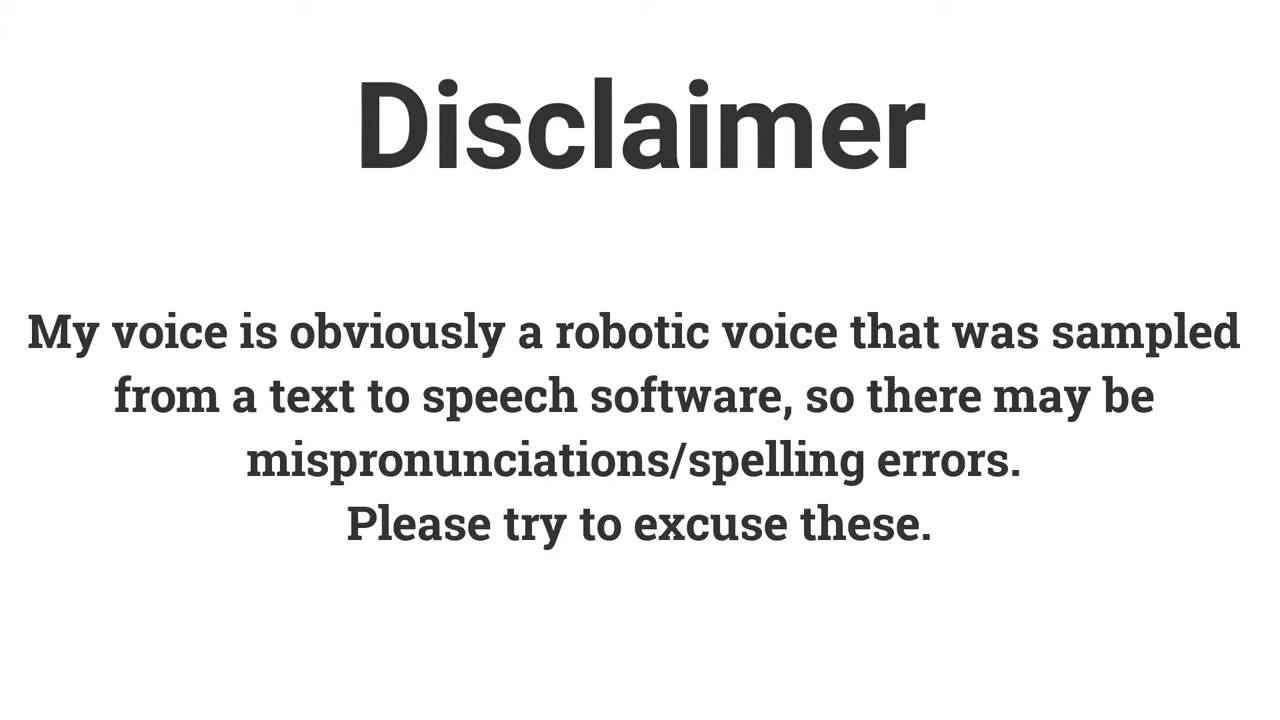 Disclaimer
My voice is obviously a robotic voice that was sampled
from a text to speech software, so there may be
mispronunciations/spelling errors.
Please try to excuse these.